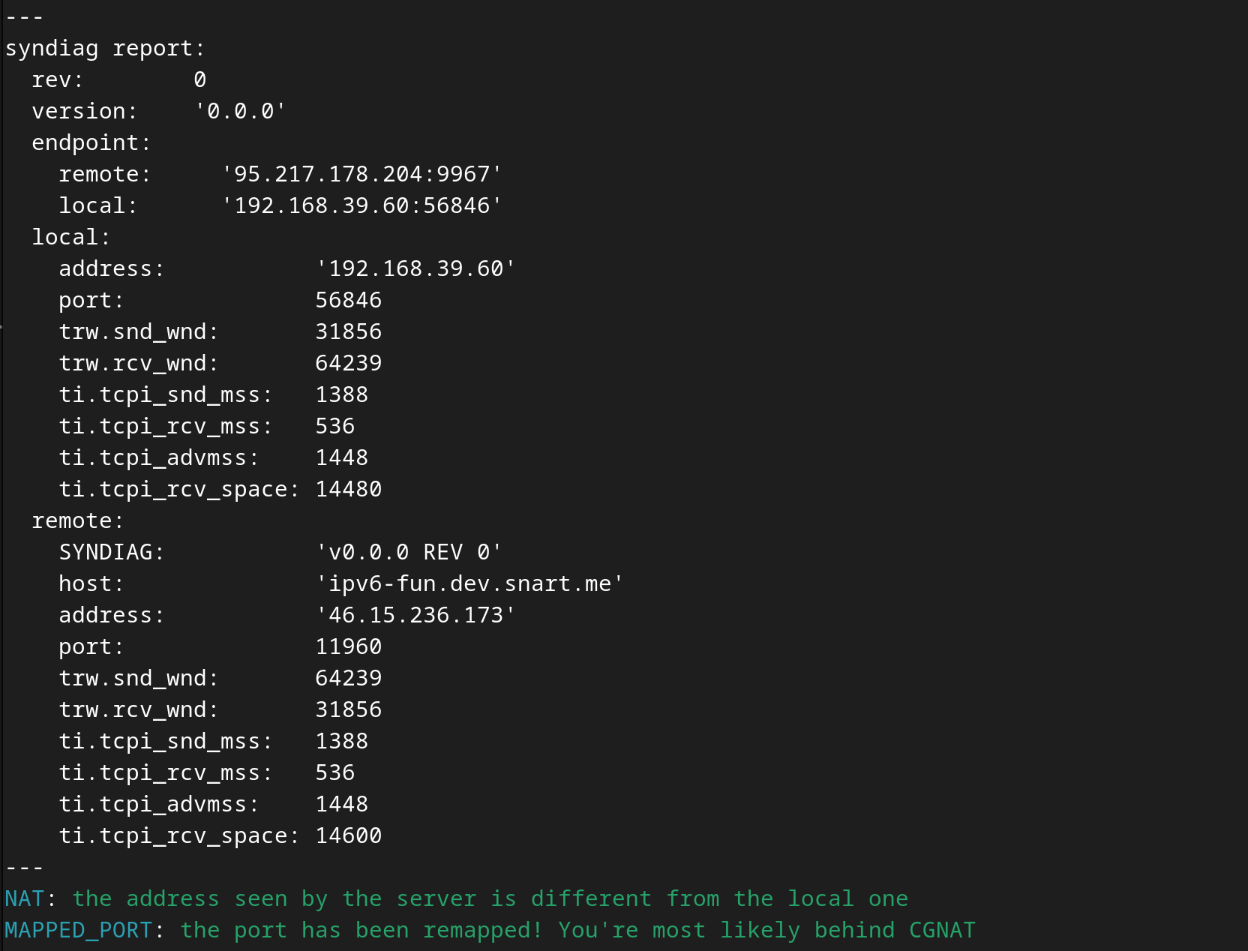 ---
syndiag report:
  rev:        0
  version:    '0.0.0'
  endpoint:
    remote:     '95.217.178.204:9967'
    local:      '192.168.39.60:56846'
  local:
    address:           '192.168.39.60'
    port:              56846
    trw.snd_wnd:       31856
    trw.rcv_wnd:       64239
    ti.tcpi_snd_mss:   1388
    ti.tcpi_rcv_mss:   536
    ti.tcpi_advmss:    1448
    ti.tcpi_rcv_space: 14480
  remote:
    SYNDIAG:           'v0.0.0 REV 0'
    host:              'ipv6-fun.dev.snart.me'
    address:           '46.15.236.173'
    port:              11960
    trw.snd_wnd:       64239
    trw.rcv_wnd:       31856
    ti.tcpi_snd_mss:   1388
    ti.tcpi_rcv_mss:   536
    ti.tcpi_advmss:    1448
    ti.tcpi_rcv_space: 14600
---
NAT: the address seen by the server is different from the local one
MAPPED_PORT: the port has been remapped! You're most likely behind CGNAT